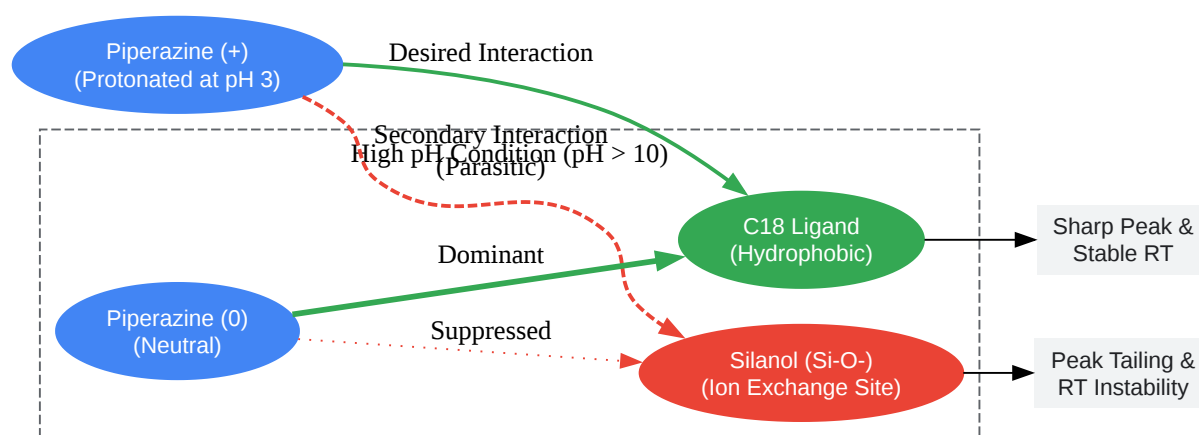 Piperazine (+)
(Protonated at pH 3)
Desired Interaction
Secondary Interaction
(Parasitic)
High pH Condition (pH > 10)
C18 Ligand
(Hydrophobic)
Sharp Peak &
Stable RT
Dominant
Piperazine (0)
(Neutral)
Suppressed
Silanol (Si-O-)
(Ion Exchange Site)
Peak Tailing &
RT Instability